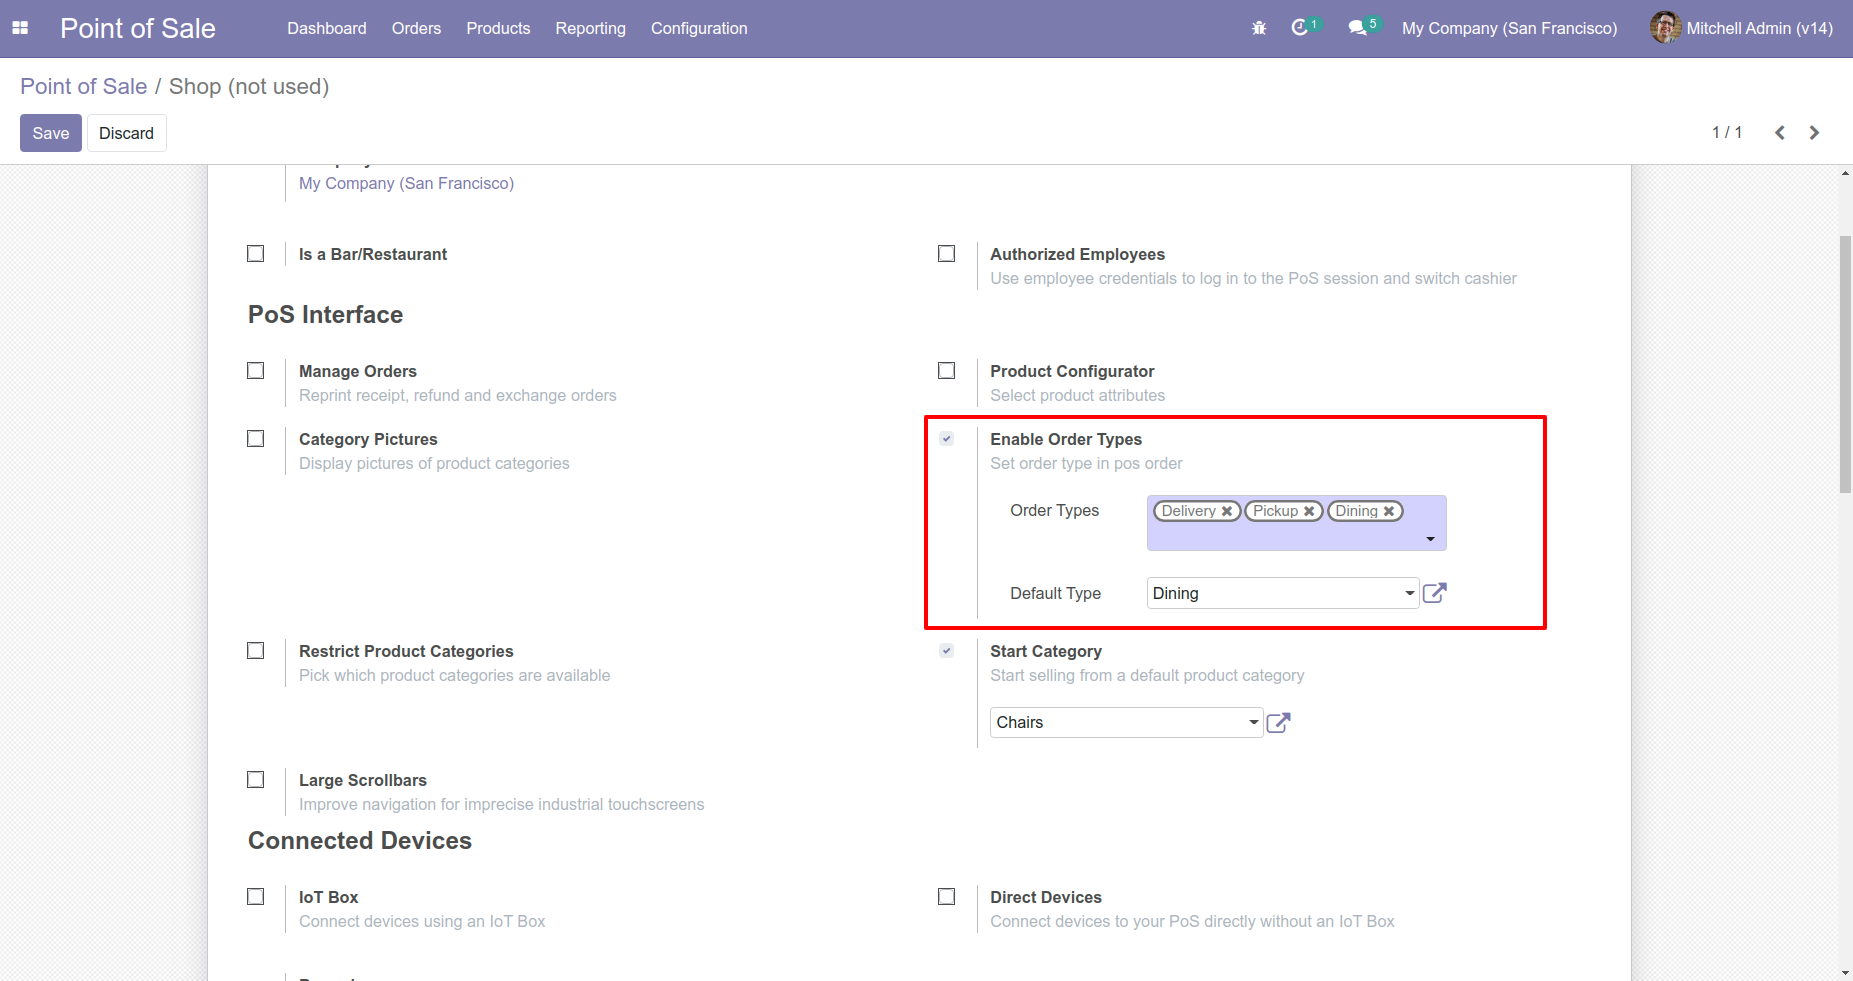 Point of Sale Dashboard Orders Products Reporting Configuration 1 5 My Company (San Francisco) Mitchell Admin (v14)
Point of Sale / Shop (not used)
Save Discard 1 / 1
My Company (San Francisco)
Is a Bar/Restaurant
Authorized Employees
Use employee credentials to log in to the PoS session and switch cashier
PoS Interface
Manage Orders
Reprint receipt, refund and exchange orders
Product Configurator
Select product attributes
Category Pictures
Display pictures of product categories
Enable Order Types
Set order type in pos order
Order Types Delivery Pickup Dining
Default Type Dining
Restrict Product Categories
Pick which product categories are available
Start Category
Start selling from a default product category
Chairs
Large Scrollbars
Improve navigation for imprecise industrial touchscreens
Connected Devices
IoT Box
Connect devices using an IoT Box
Direct Devices
Connect devices to your PoS directly without an IoT Box